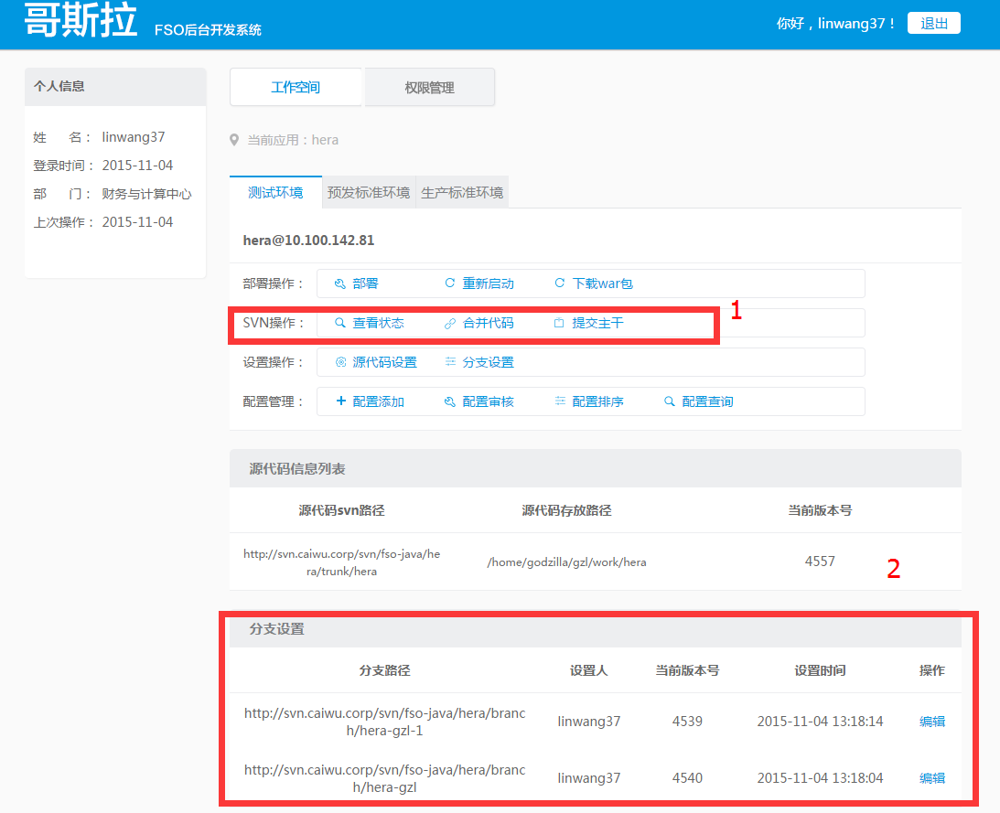 哥斯拉 FSO后台开发系统 你好，linwang37！ 退出
个人信息
姓 名： linwang37
登录时间： 2015-11-04
部 门： 财务与计算中心
上次操作： 2015-11-04
工作空间 权限管理
当前应用：hera
测试环境 预发标准环境 生产标准环境
hera@10.100.142.81
部署操作： 部署 重新启动 下载war包
1
SVN操作： 查看状态 合并代码 提交主干
设置操作： 源代码设置 分支设置
配置管理： 配置添加 配置审核 配置排序 配置查询
源代码信息列表
源代码svn路径 源代码存放路径 当前版本号
http://svn.caiwu.corp/svn/fso-java/he
ra/trunk/hera
/home/godzilla/gzl/work/hera 4557
2
分支设置
分支路径 设置人 当前版本号 设置时间 操作
http://svn.caiwu.corp/svn/fso-java/hera/branc
h/hera-gzl-1
linwang37 4539 2015-11-04 13:18:14 编辑
http://svn.caiwu.corp/svn/fso-java/hera/branc
h/hera-gzl
linwang37 4540 2015-11-04 13:18:04 编辑